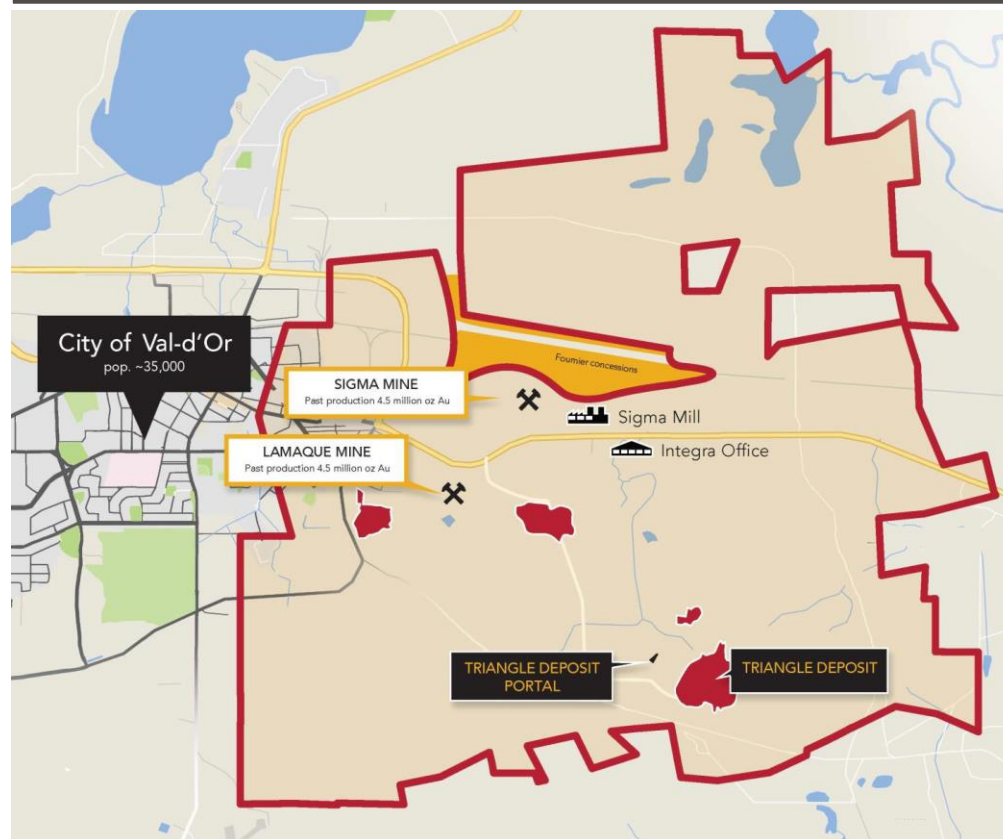 City of Val-d'Or
pop. ~35,000
Fournier concessions
SIGMA MINE
Past production 4.5 million oz Au
Sigma Mill
LAMAQUE MINE
Past production 4.5 million oz Au
Integra Office
TRIANGLE DEPOSIT
PORTAL
TRIANGLE DEPOSIT